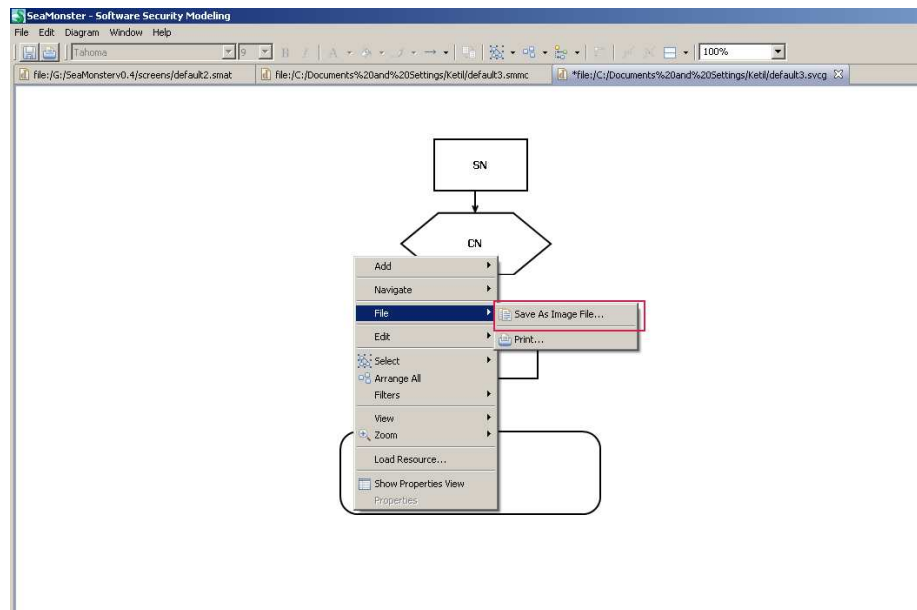 SeaMonster - Software Security Modeling
File Edit Diagram Window Help
Tahoma 9 B I A 100%
file:/G:/SeaMonsterv0.4/screens/default2.smat file:/C:/Documents%20and%20Settings/Ketil/default3.smmc *file:/C:/Documents%20and%20Settings/Ketil/default3.svcg
SN
CN
Add
Navigate
File
Save As Image File...
Edit
Print...
Select
Arrange All
Filters
View
Zoom
Load Resource...
Show Properties View
Properties